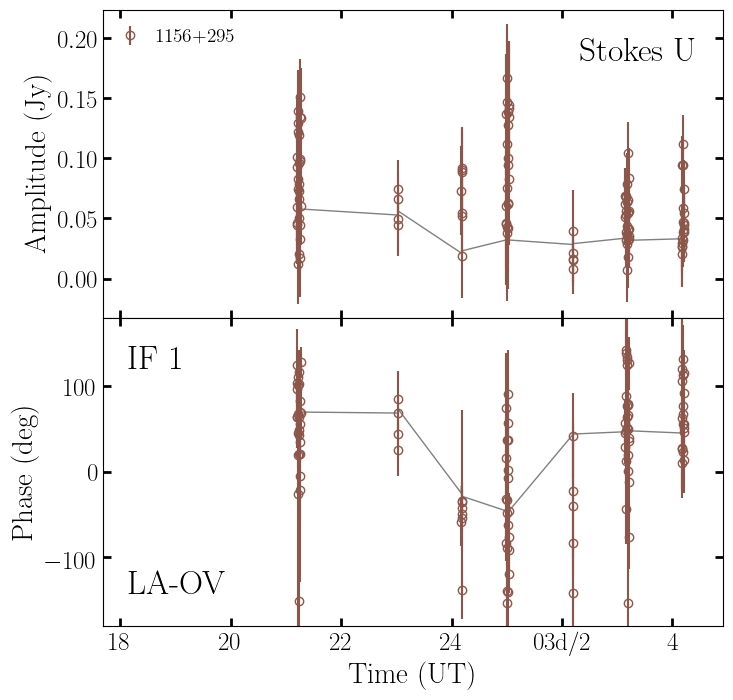 1156+295
Stokes U
0.20
0.15
0.10
0.05
0.00
Amplitude (Jy)
IF 1
100
0
−100
Phase (deg)
LA-OV
18 20 22 24 03d/2 4
Time (UT)